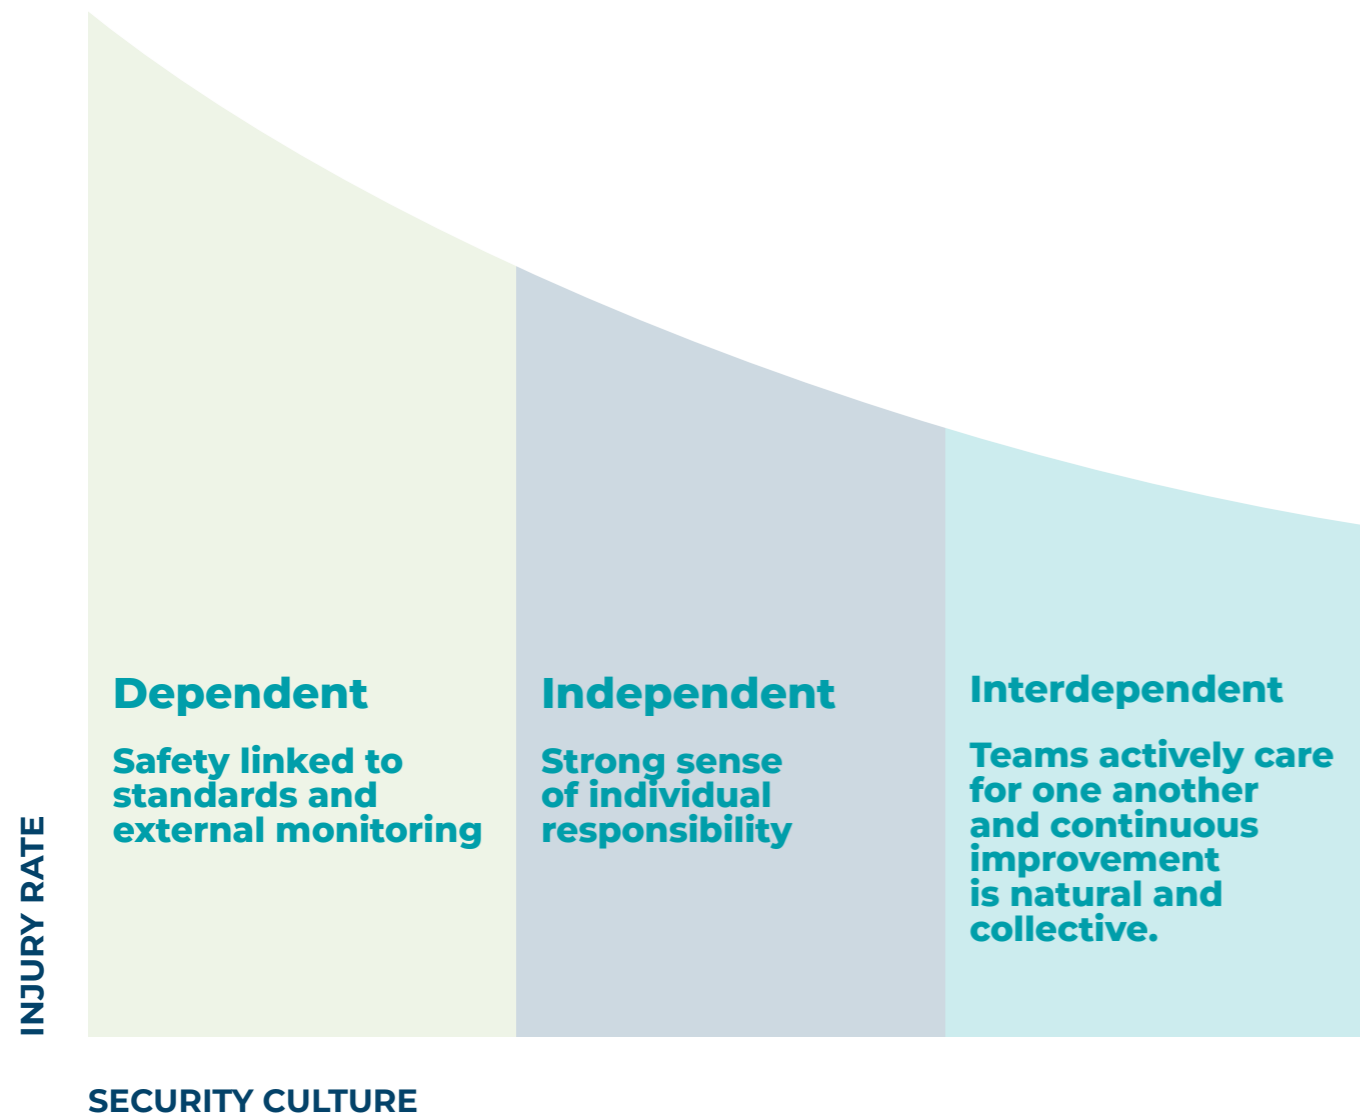 Dependent
Safety linked to
standards and
external monitoring
Independent
Strong sense
of individual
responsibility
Interdependent
Teams actively care
for one another
and continuous
improvement
is natural and
collective.
INJURY RATE
SECURITY CULTURE